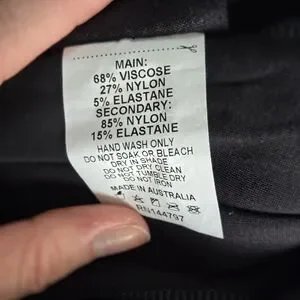 MAIN:
68% VISCOSE
27% NYLON
5% ELASTANE
SECONDARY:
85% NYLON
15% ELASTANE
HAND WASH ONLY
DO NOT SOAK OR BLEACH
DRY IN SHADE
DO NOT DRY CLEAN
DO NOT TUMBLE DRY
DO NOT IRON
MADE IN AUSTRALIA
RN144797